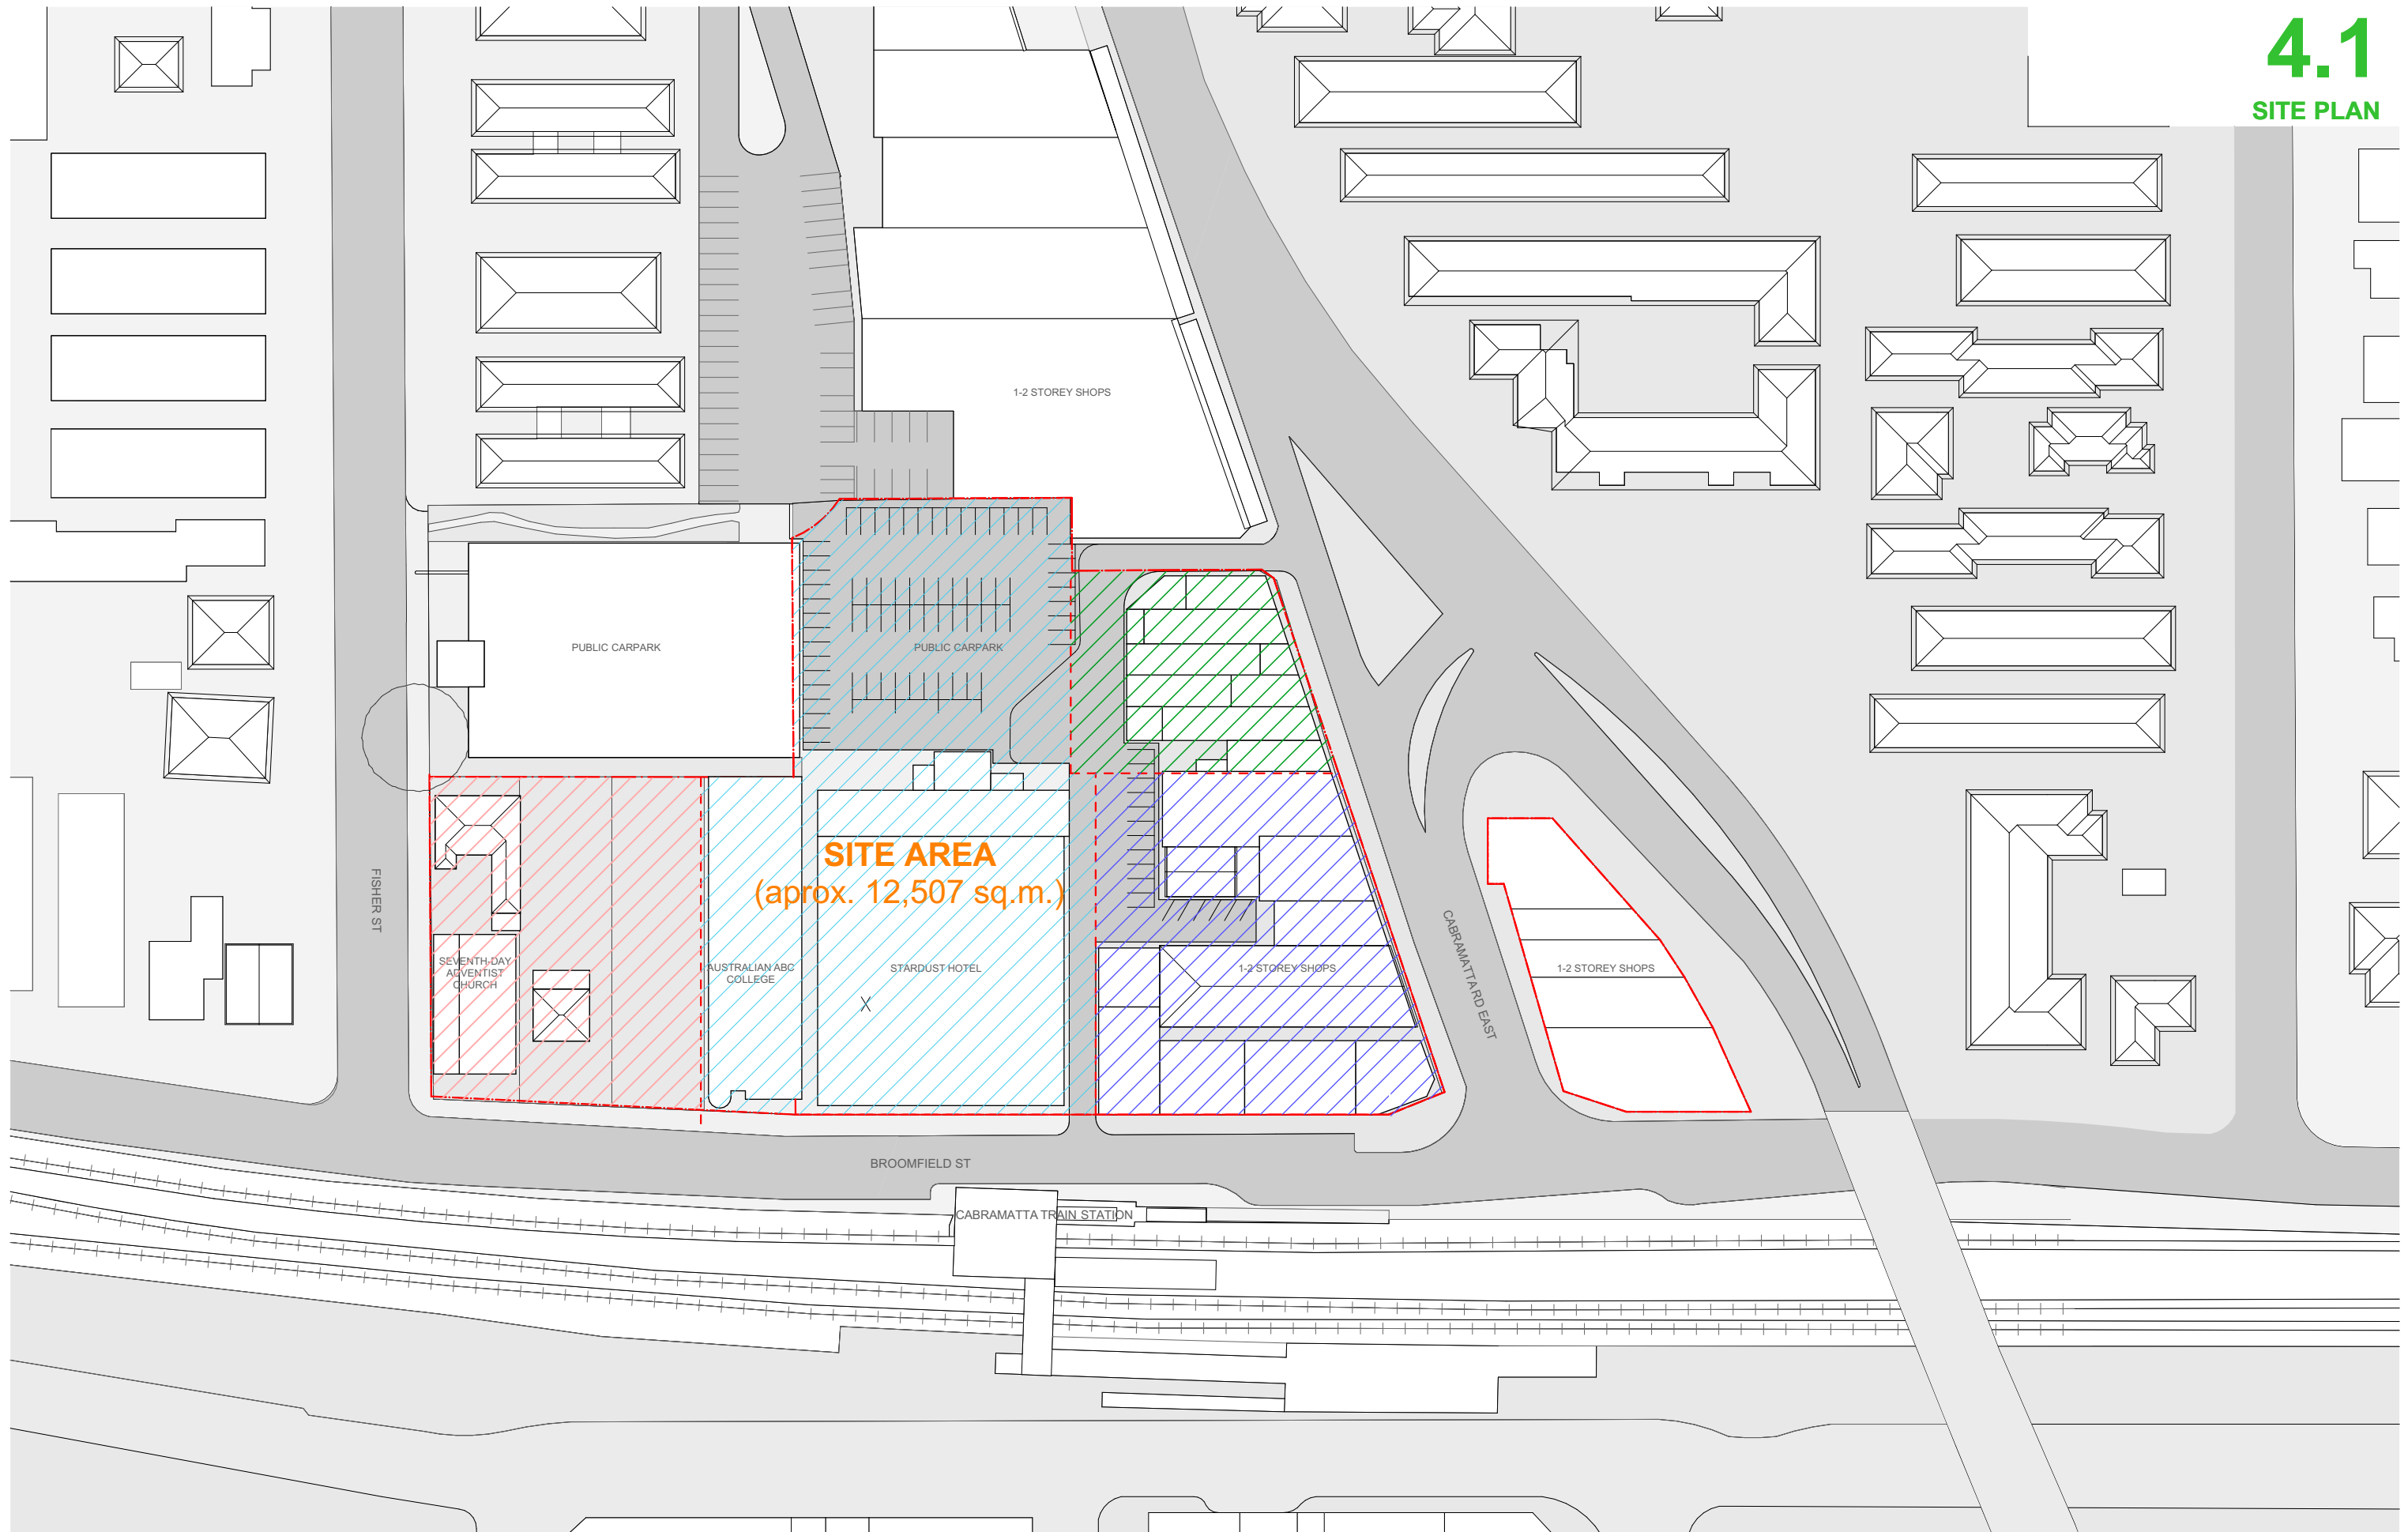 4.1
SITE PLAN
1-2 STOREY SHOPS
PUBLIC CARPARK
PUBLIC CARPARK
SITE AREA
(aprox. 12,507 sq.m.)
FISHER ST
SEVENTH-DAY
ADVENTIST
CHURCH
AUSTRALIAN ABC
COLLEGE
STARDUST HOTEL
X
1-2 STOREY SHOPS
CABRAMATTA RD EAST
1-2 STOREY SHOPS
BROOMFIELD ST
CABRAMATTA TRAIN STATION